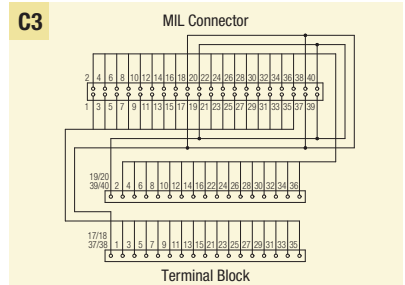 C3
MIL Connector
2 4 6 8 10 12 14 16 18 20 22 24 26 28 30 32 34 36 38 40
1 3 5 7 9 11 13 15 17 19 21 23 25 27 29 31 33 35 37 39
19/20
39/40 2 4 6 8 10 12 14 16 22 24 26 28 30 32 34 36
17/18
37/38 1 3 5 7 9 11 13 15 21 23 25 27 29 31 33 35
Terminal Block